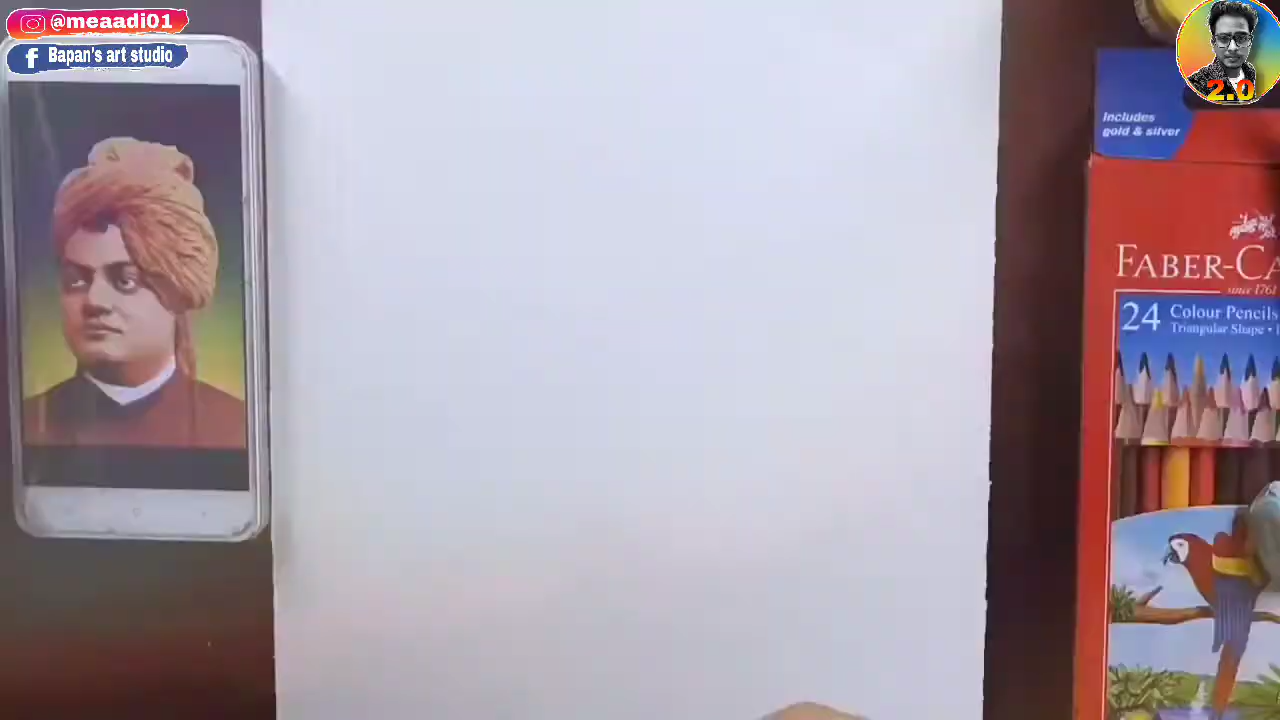 @meaadi01
Bapan's art studio
2.0
Includes
gold & silver
FABER-CA
since 1761
24 Colour Pencils
Triangular Shape •